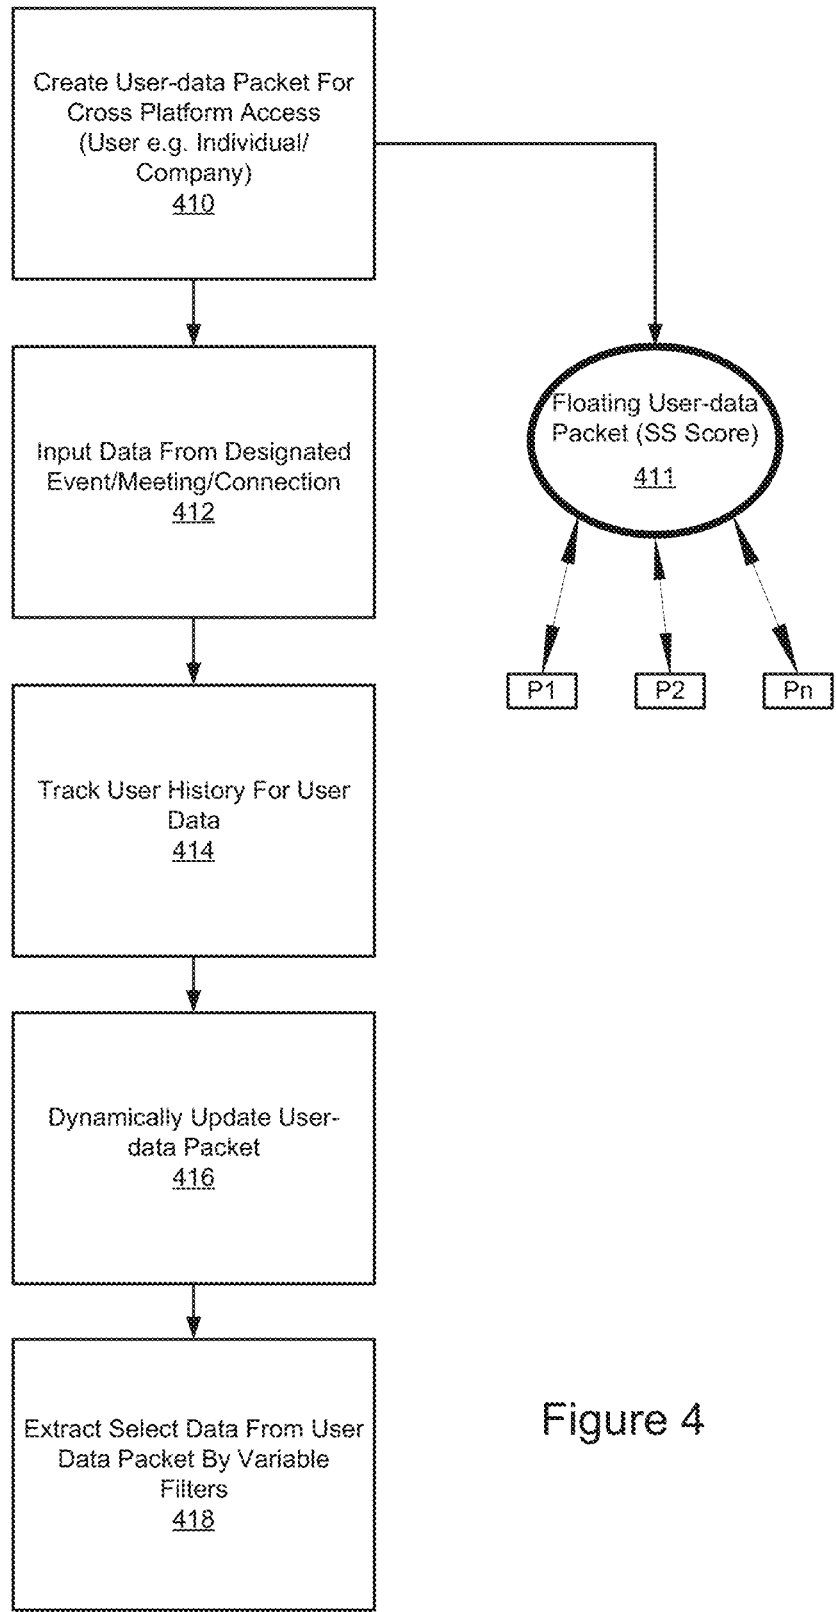 Create User-data Packet For
Cross Platform Access
(User e.g. Individual/
Company)
410
Input Data From Designated
Event/Meeting/Connection
412
Track User History For User
Data
414
Dynamically Update User-
data Packet
416
Extract Select Data From User
Data Packet By Variable
Filters
418
Floating User-data
Packet (SS Score)
411
P1
P2
Pn
Figure 4